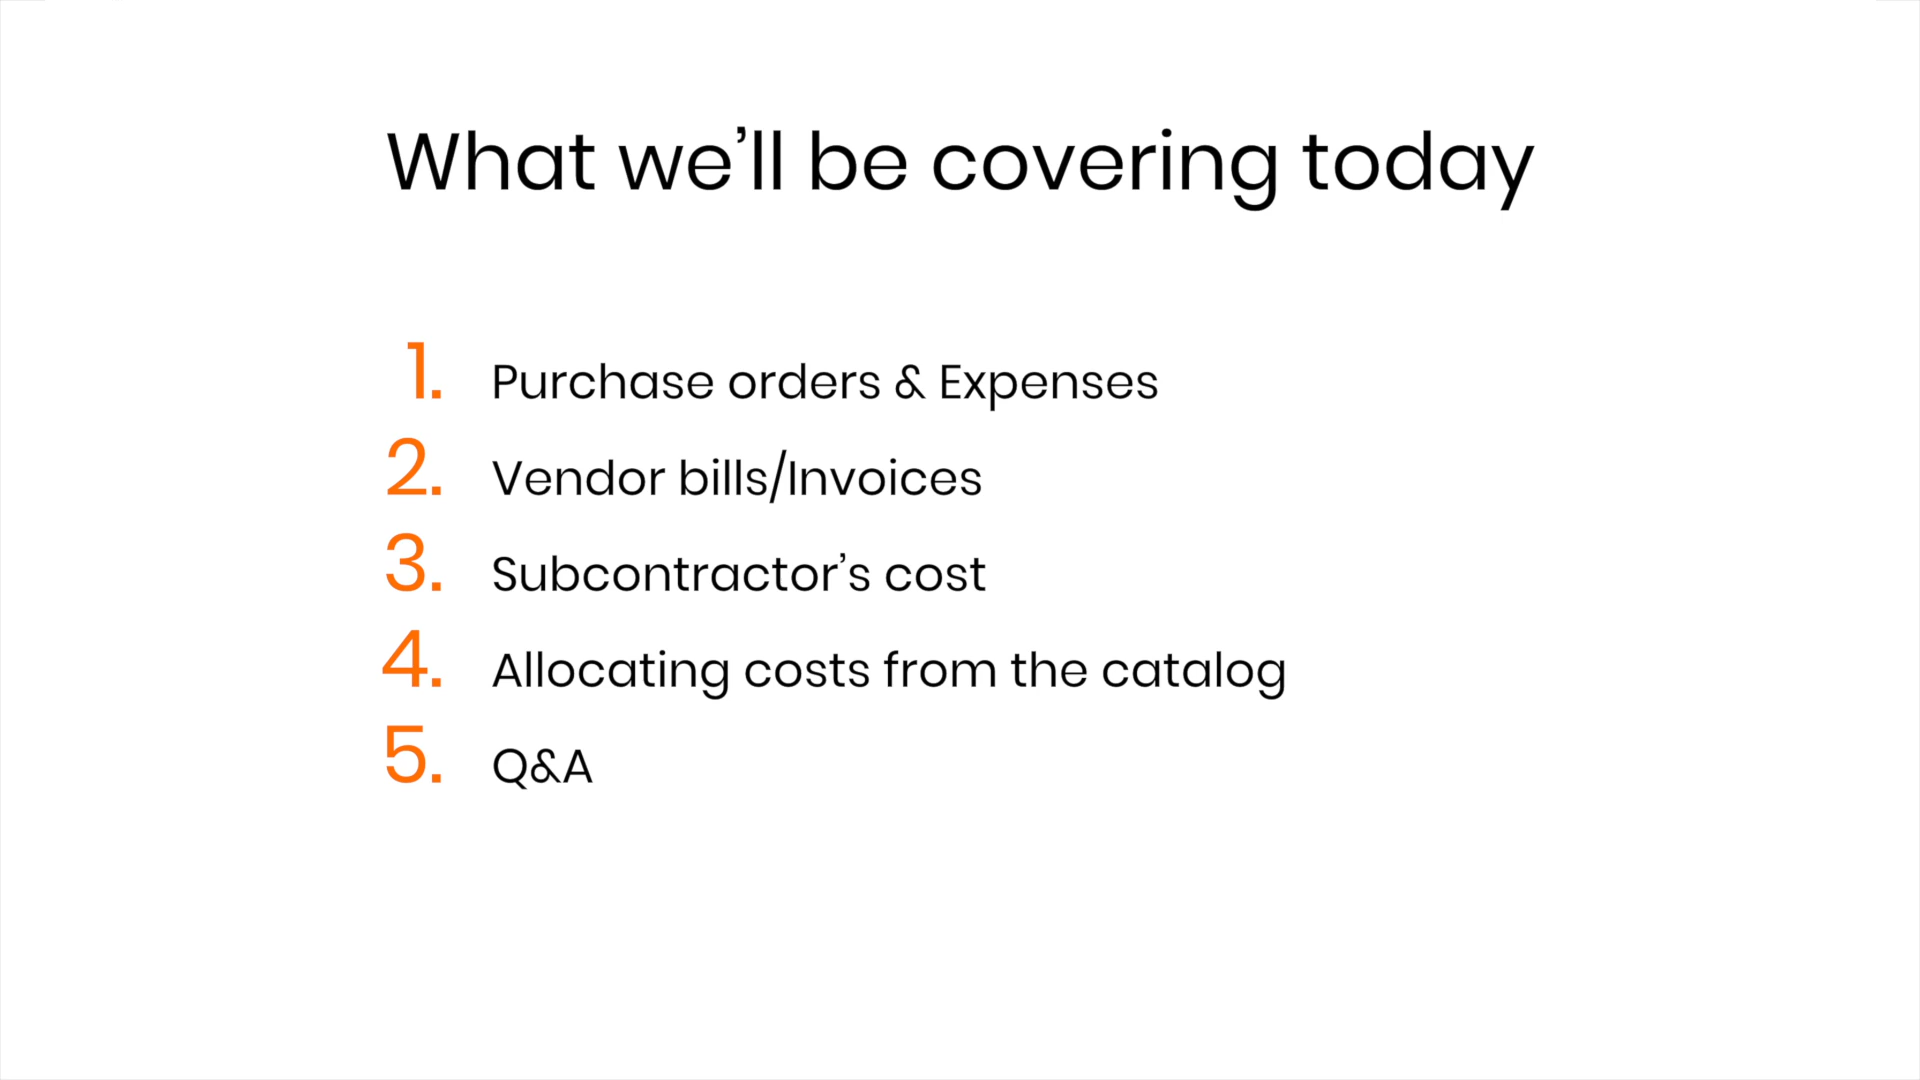 What we’ll be covering today
1. Purchase orders & Expenses
2. Vendor bills/Invoices
3. Subcontractor’s cost
4. Allocating costs from the catalog
5. Q&A